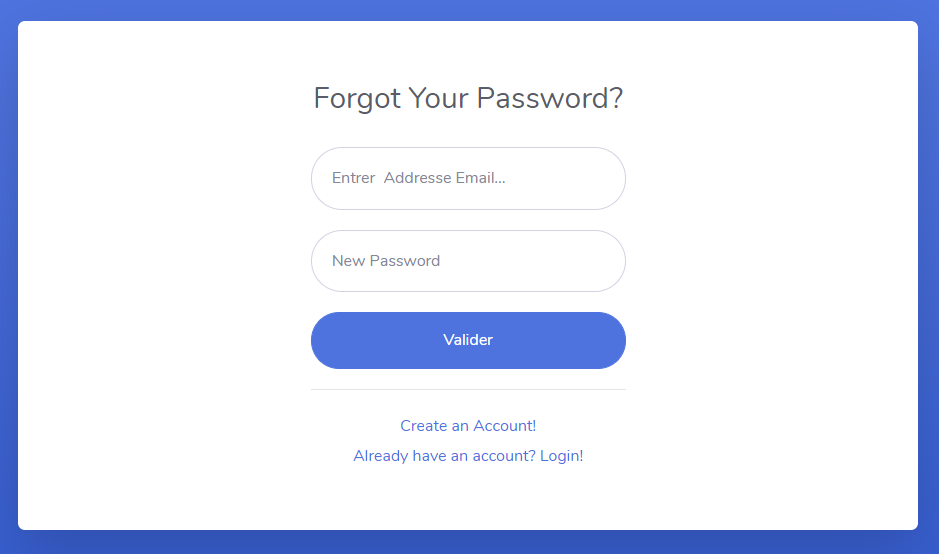 Forgot Your Password?
Entrer  Addresse Email...
New Password
Valider
Create an Account!
Already have an account? Login!